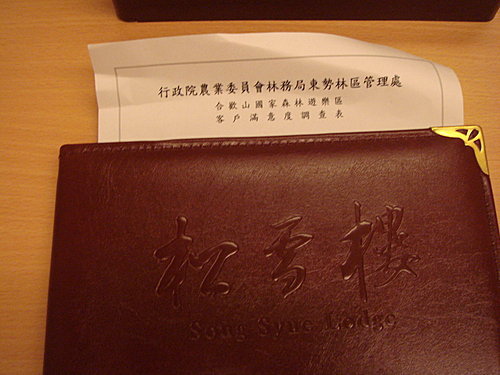 行政院農業委員會林務局東勢林區管理處
合歡山國家森林遊樂區
客戶滿意度調查表
松雪樓
Song Syue Lodge